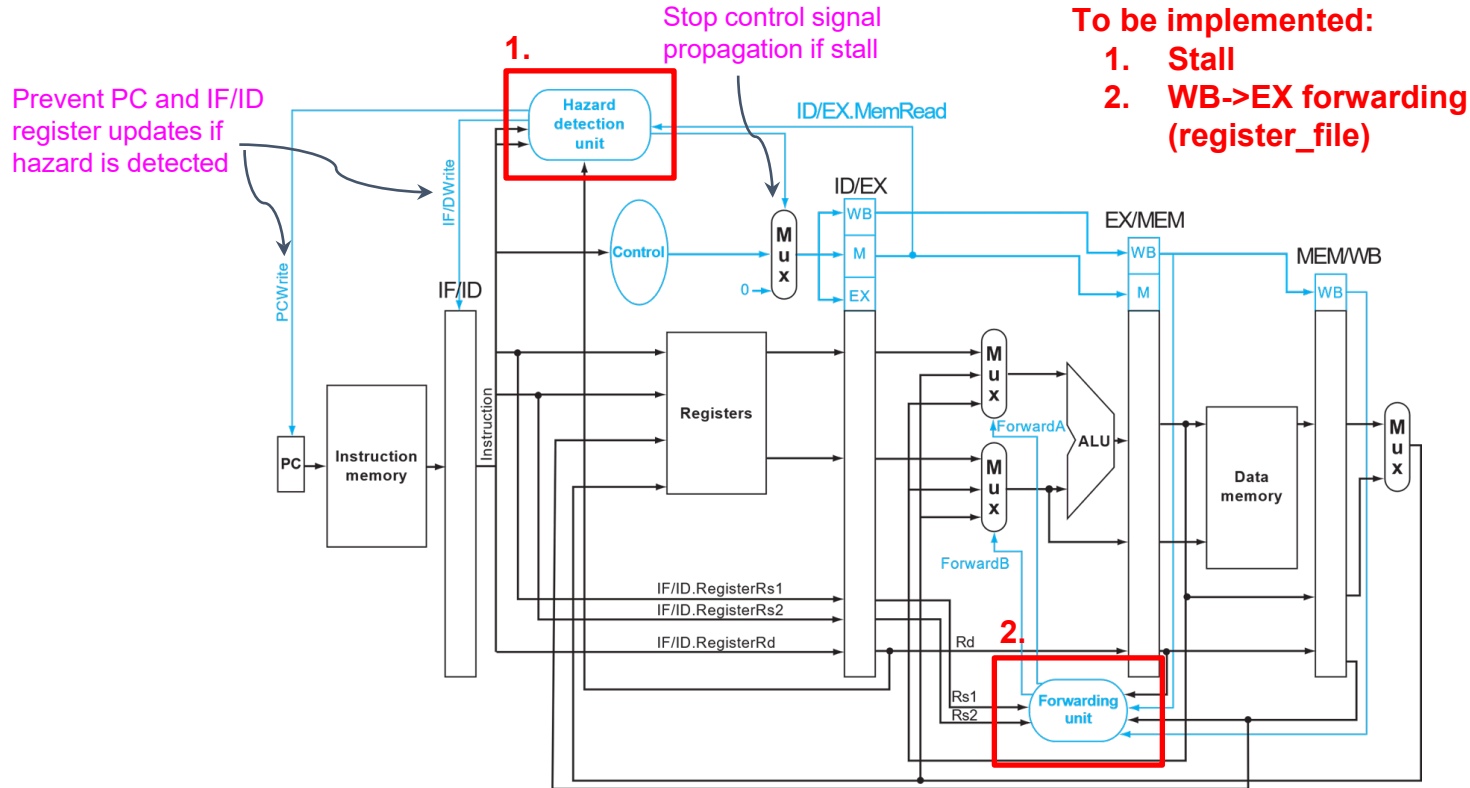 Stop control signal
propagation if stall
To be implemented:
1. Stall
2. WB->EX forwarding
(register_file)
1.
Prevent PC and IF/ID
register updates if
hazard is detected
Hazard
detection
unit
ID/EX.MemRead
IF/DWrite
PCWrite
ID/EX
EX/MEM
MEM/WB
IF/ID
Control
0
M
u
x
WB
M
EX
WB
M
WB
PC
Instruction
memory
Instruction
Registers
M
u
x
ForwardA
M
u
x
ForwardB
ALU
Data
memory
M
u
x
IF/ID.RegisterRs1
IF/ID.RegisterRs2
IF/ID.RegisterRd
2.
Rd
Rs1
Rs2
Forwarding
unit